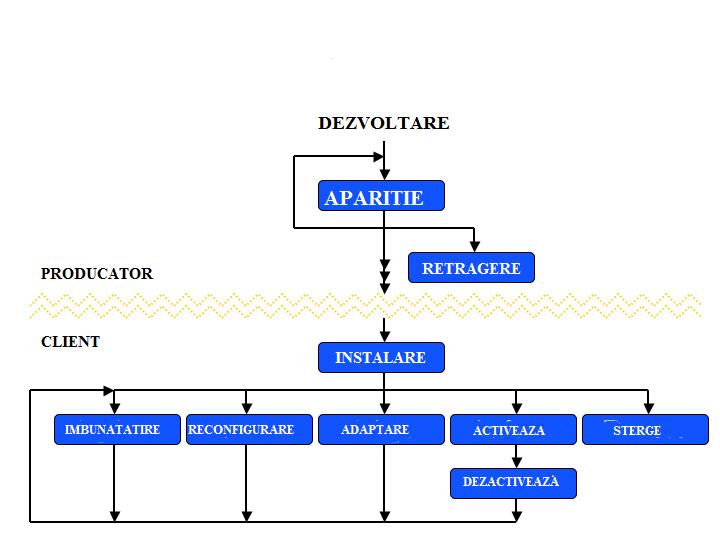 DEZVOLTARE
APARITIE
RETRAGERE
PRODUCATOR
CLIENT
INSTALARE
IMBUNATATIRE
RECONFIGURARE
ADAPTARE
ACTIVEAZA
STERGE
DEZACTIVEAZĂ